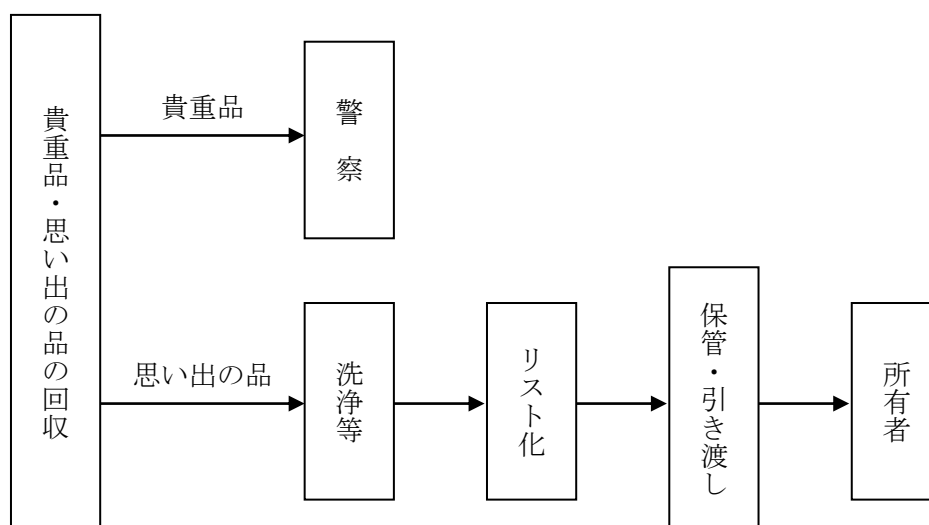 貴重品・思い出の品の回収
貴重品
警察
思い出の品
洗浄等
リスト化
保管・引き渡し
所有者